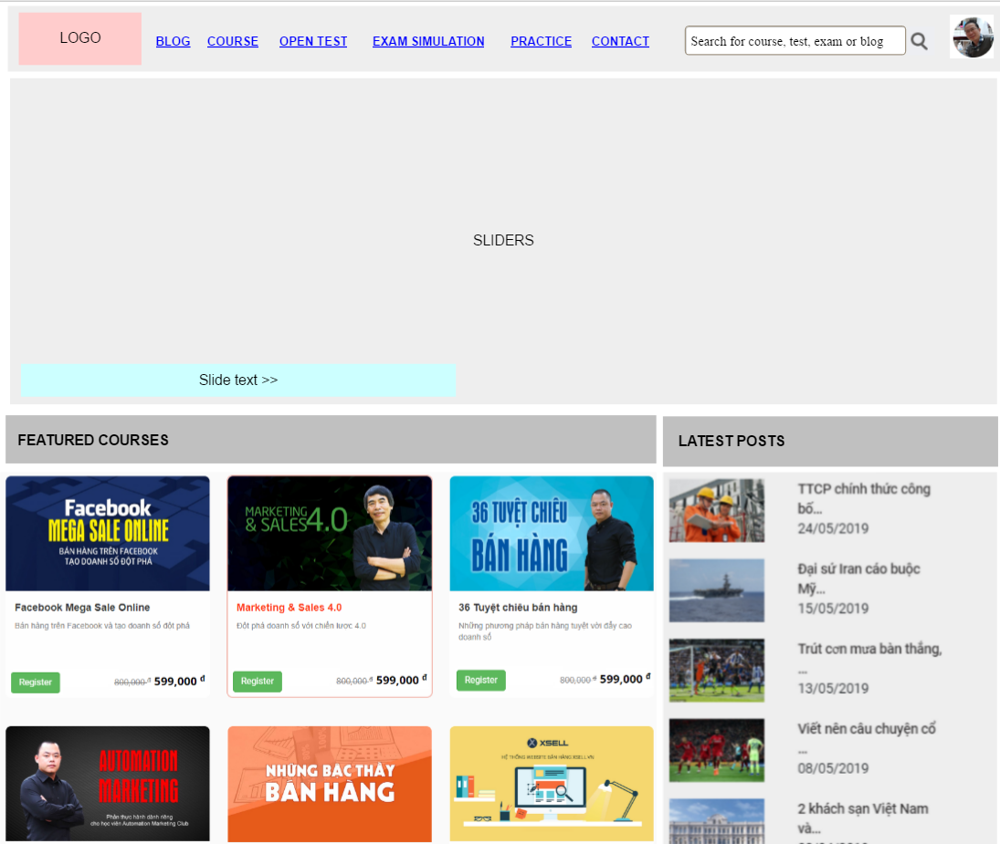 LOGO
BLOG
COURSE
OPEN TEST
EXAM SIMULATION
PRACTICE
CONTACT
Search for course, test, exam or blog
SLIDERS
Slide text >>
FEATURED COURSES
Facebook
MEGA SALE ONLINE
BÁN HÀNG TRÊN FACEBOOK
TẠO DOANH SỐ ĐỘT PHÁ
Facebook Mega Sale Online
Bán hàng trên Facebook và tạo doanh số đột phá
Register
800,000 đ 599,000 đ
MARKETING
& SALES 4.0
Marketing & Sales 4.0
Đột phá doanh số với chiến lược 4.0
Register
800,000 đ 599,000 đ
36 TUYỆT CHIÊU
BÁN HÀNG
36 Tuyệt chiêu bán hàng
Những phương pháp bán hàng tuyệt vời đẩy cao
doanh số
Register
800,000 đ 599,000 đ
AUTOMATION
MARKETING
Phần thực hành dành riêng
cho học viên Automation Marketing Club
NHỮNG BẬC THẦY
BÁN HÀNG
XSELL
HỆ THỐNG WEBSITE BÁN HÀNG XSELL.VN
LATEST POSTS
TTCP chính thức công
bố...
24/05/2019
Đại sứ Iran cáo buộc
Mỹ...
15/05/2019
Trút cơn mưa bàn thắng,
...
13/05/2019
Viết nên câu chuyện cổ
...
08/05/2019
2 khách sạn Việt Nam
và...